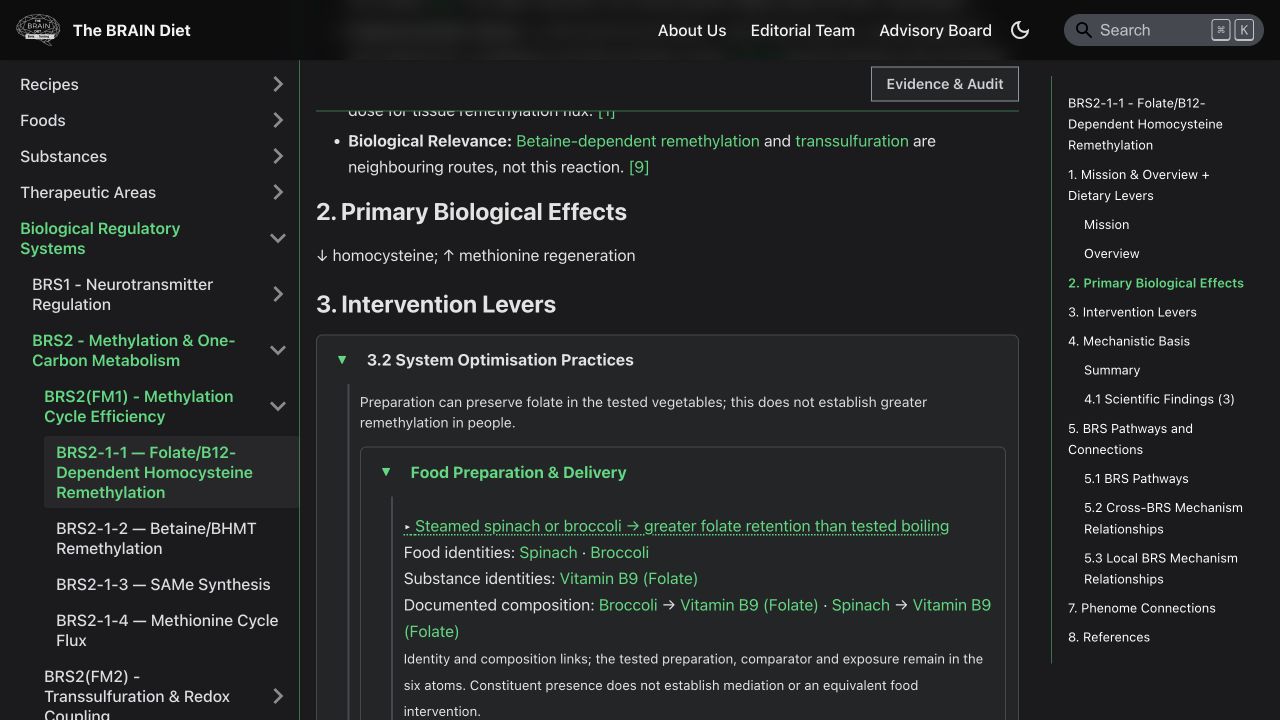 The BRAIN Diet
About Us
Editorial Team
Advisory Board
Search
⌘ K
Recipes
Foods
Substances
Therapeutic Areas
Biological Regulatory
Systems
BRS1 - Neurotransmitter
Regulation
BRS2 - Methylation & One-
Carbon Metabolism
BRS2(FM1) - Methylation
Cycle Efficiency
BRS2-1-1 — Folate/B12-
Dependent Homocysteine
Remethylation
BRS2-1-2 — Betaine/BHMT
Remethylation
BRS2-1-3 — SAMe Synthesis
BRS2-1-4 — Methionine Cycle
Flux
BRS2(FM2) -
Transsulfuration & Redox
Coupling
Evidence & Audit
dose for tissue remethylation flux. [1]
• Biological Relevance: Betaine-dependent remethylation and transsulfuration are
neighbouring routes, not this reaction. [9]
2. Primary Biological Effects
↓ homocysteine; ↑ methionine regeneration
3. Intervention Levers
▼ 3.2 System Optimisation Practices
Preparation can preserve folate in the tested vegetables; this does not establish greater
remethylation in people.
▼ Food Preparation & Delivery
▸ Steamed spinach or broccoli → greater folate retention than tested boiling
Food identities: Spinach · Broccoli
Substance identities: Vitamin B9 (Folate)
Documented composition: Broccoli → Vitamin B9 (Folate) · Spinach → Vitamin B9
(Folate)
Identity and composition links; the tested preparation, comparator and exposure remain in the
six atoms. Constituent presence does not establish mediation or an equivalent food
intervention.
BRS2-1-1 - Folate/B12-
Dependent Homocysteine
Remethylation
1. Mission & Overview +
Dietary Levers
Mission
Overview
2. Primary Biological Effects
3. Intervention Levers
4. Mechanistic Basis
Summary
4.1 Scientific Findings (3)
5. BRS Pathways and
Connections
5.1 BRS Pathways
5.2 Cross-BRS Mechanism
Relationships
5.3 Local BRS Mechanism
Relationships
7. Phenome Connections
8. References